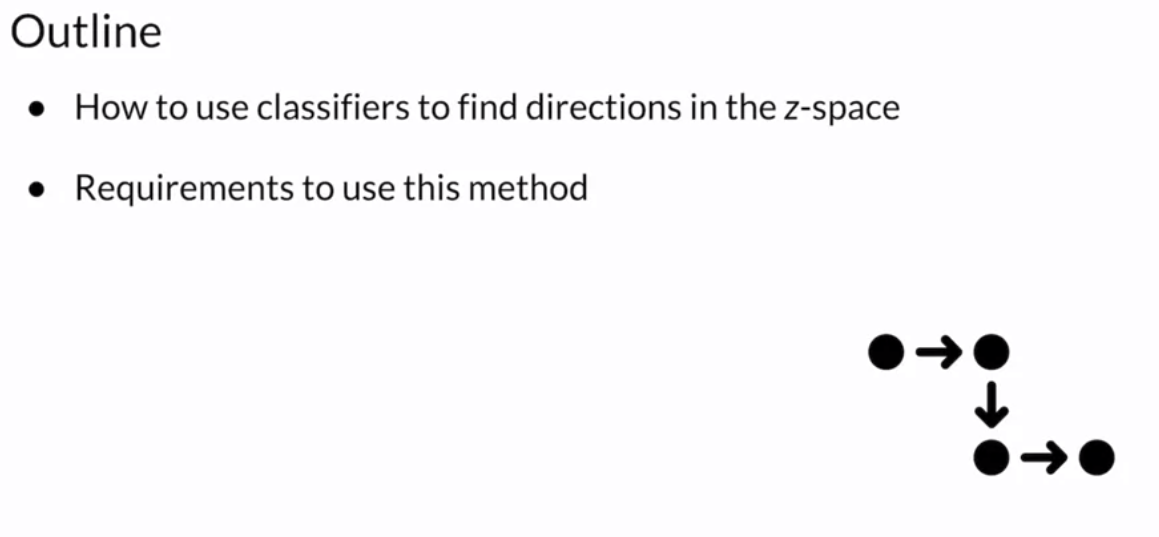 Outline
● How to use classifiers to find directions in the z-space
● Requirements to use this method